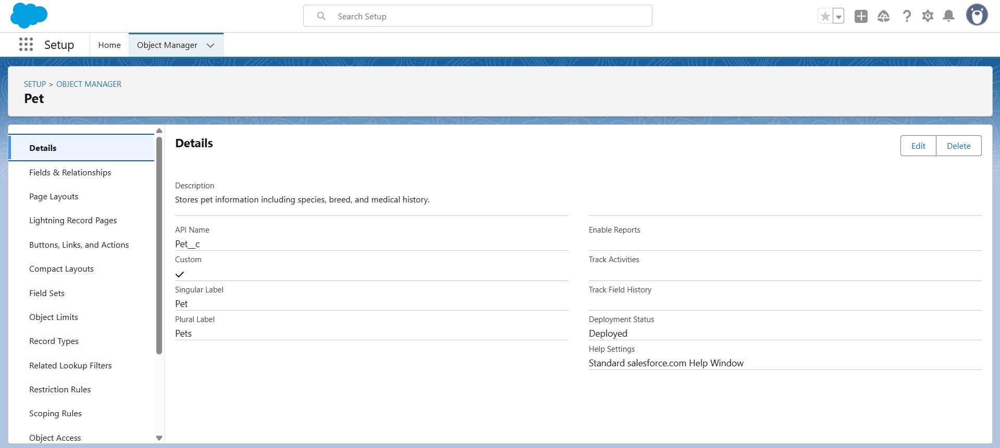 Search Setup
Setup
Home
Object Manager
SETUP > OBJECT MANAGER
Pet
Details
Fields & Relationships
Page Layouts
Lightning Record Pages
Buttons, Links, and Actions
Compact Layouts
Field Sets
Object Limits
Record Types
Related Lookup Filters
Restriction Rules
Scoping Rules
Object Access
Details
Edit
Delete
Description
Stores pet information including species, breed, and medical history.
API Name
Pet__c
Custom
Singular Label
Pet
Plural Label
Pets
Enable Reports
Track Activities
Track Field History
Deployment Status
Deployed
Help Settings
Standard salesforce.com Help Window